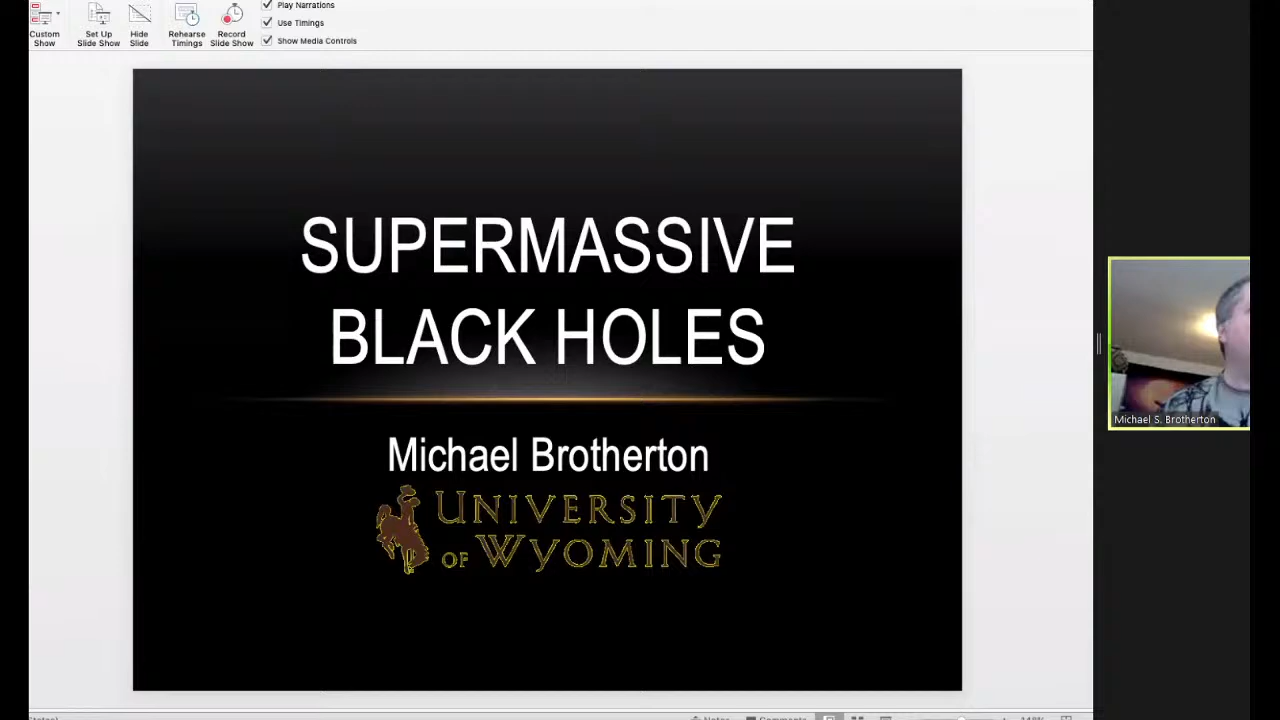 Play Narrations
Custom Show
Set Up Slide Show
Hide Slide
Rehearse Timings
Record Slide Show
Use Timings
Show Media Controls
SUPERMASSIVE
BLACK HOLES
Michael Brotherton
UNIVERSITY
OF WYOMING
Michael S. Brotherton